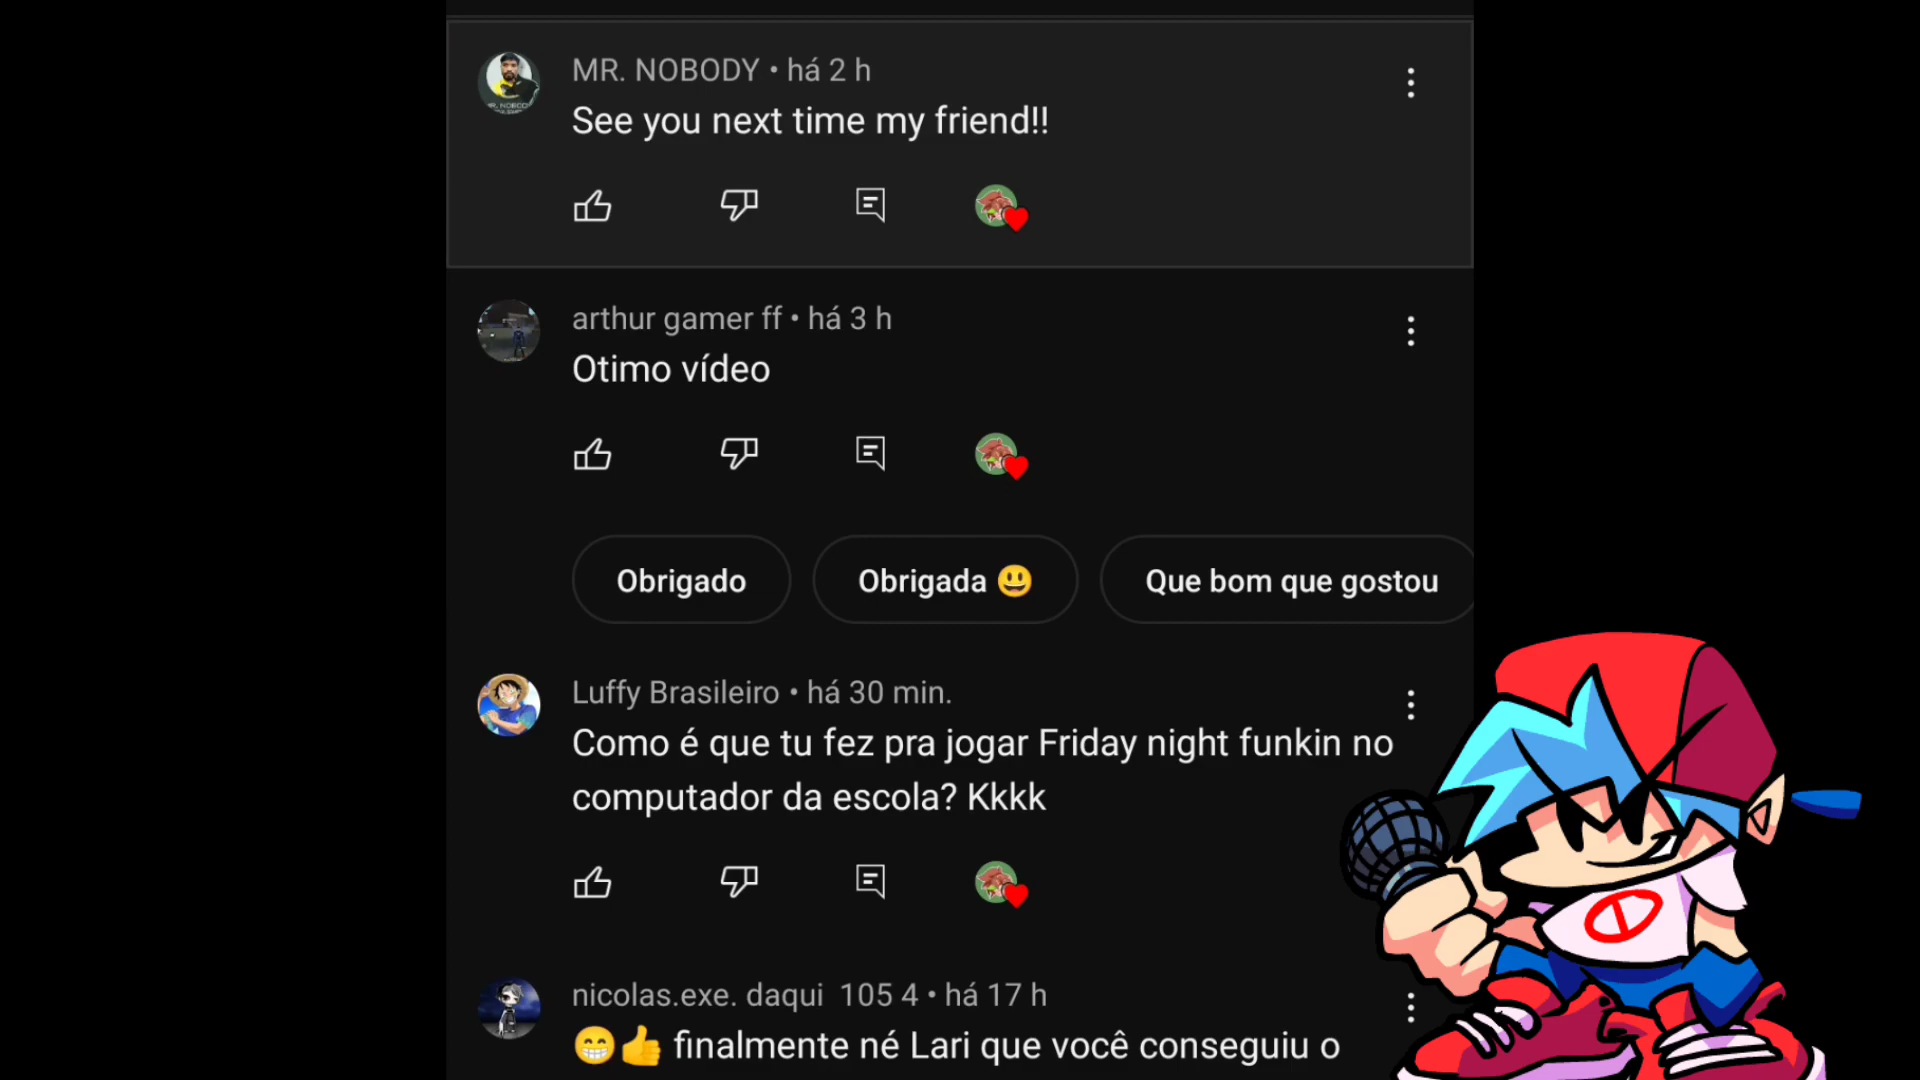 MR. NOBODY • há 2 h
See you next time my friend!!
arthur gamer ff • há 3 h
Otimo vídeo
Obrigado
Obrigada 😃
Que bom que gostou
Luffy Brasileiro • há 30 min.
Como é que tu fez pra jogar Friday night funkin no
computador da escola? Kkkk
nicolas.exe. daqui 105 4 • há 17 h
😁👍 finalmente né Lari que você conseguiu o